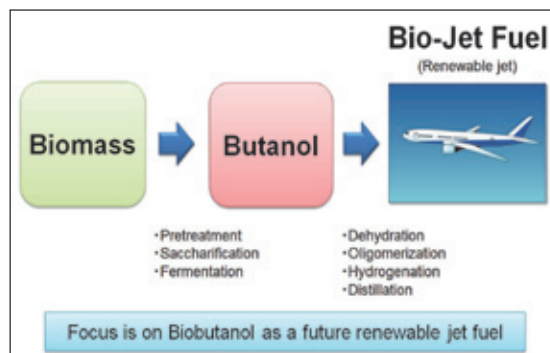 Bio-Jet Fuel
(Renewable jet)
Biomass
Butanol
・Pretreatment
・Saccharification
・Fermentation
・Dehydration
・Oligomerization
・Hydrogenation
・Distillation
Focus is on Biobutanol as a future renewable jet fuel